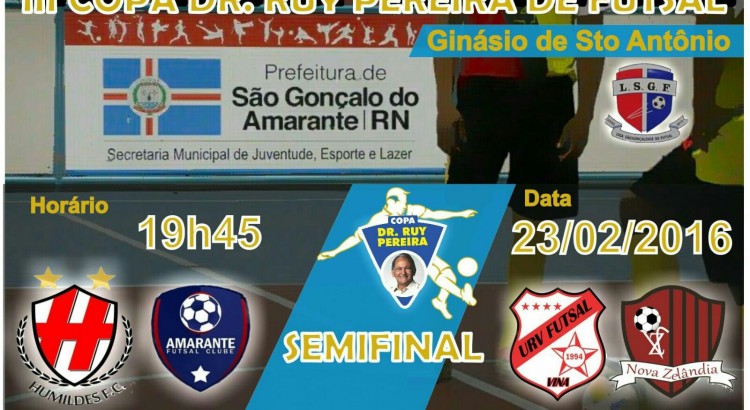 III COPA DR. RUY PEREIRA DE FUTSAL
Ginásio de Sto Antônio
Prefeitura de
São Gonçalo do
Amarante|RN
Secretaria Municipal de Juventude, Esporte e Lazer
L.S.G.F
Horário
19h45
Data
23/02/2016
COPA
DR. RUY
PEREIRA
SEMIFINAL
H
HUMILDES F.C.
AMARANTE
FUTSAL CLUBE
URV FUTSAL
1994
VINA
Nova Zelândia